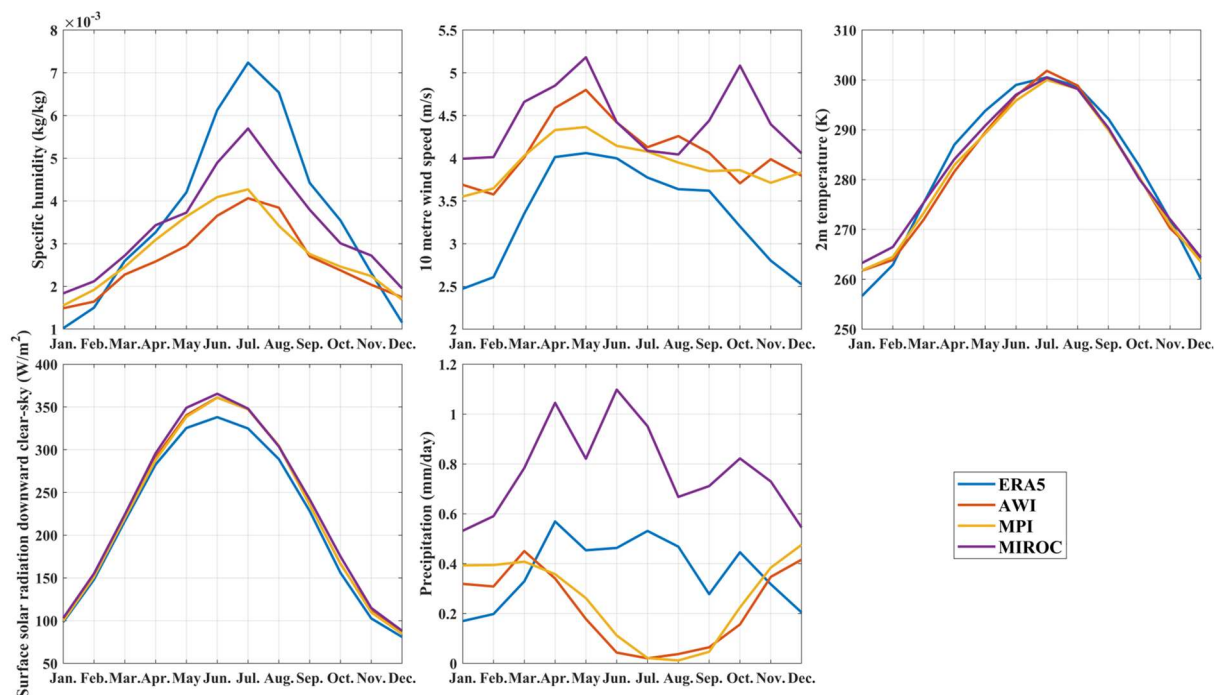 ×10⁻³
8
7
6
5
4
3
2
1
Specific humidity (kg/kg)
Jan. Feb. Mar. Apr. May Jun. Jul. Aug. Sep. Oct. Nov. Dec.
5.5
5
4.5
4
3.5
3
2.5
2
10 metre wind speed (m/s)
Jan. Feb. Mar. Apr. May Jun. Jul. Aug. Sep. Oct. Nov. Dec.
310
300
290
280
270
260
250
2m temperature (K)
Jan. Feb. Mar. Apr. May Jun. Jul. Aug. Sep. Oct. Nov. Dec.
400
350
300
250
200
150
100
50
Surface solar radiation downward clear-sky (W/m²)
Jan. Feb. Mar. Apr. May Jun. Jul. Aug. Sep. Oct. Nov. Dec.
1.2
1
0.8
0.6
0.4
0.2
0
Precipitation (mm/day)
Jan. Feb. Mar. Apr. May Jun. Jul. Aug. Sep. Oct. Nov. Dec.
ERA5
AWI
MPI
MIROC